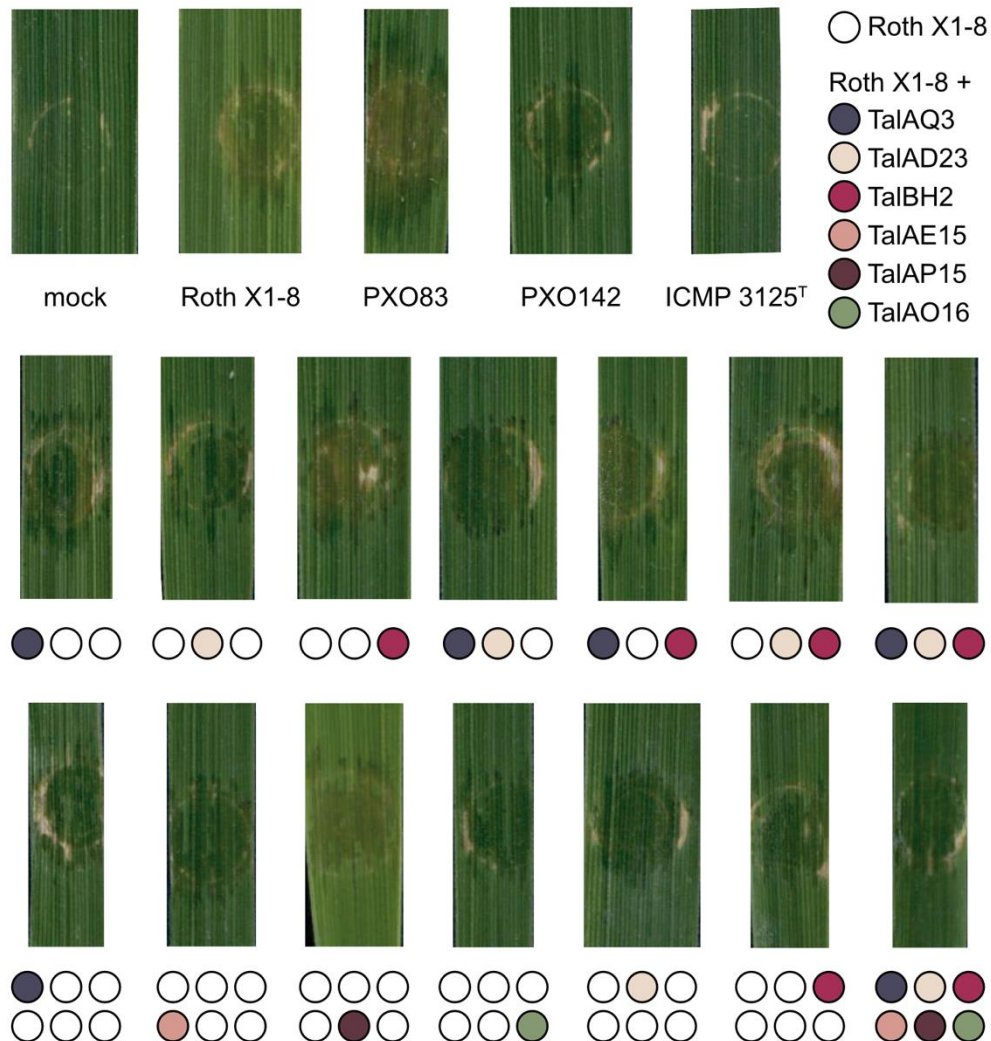 Roth X1-8
Roth X1-8 +
TalAQ3
TalAD23
TalBH2
TalAE15
TalAP15
TalAO16
mock
Roth X1-8
PXO83
PXO142
ICMP 3125ᵀ